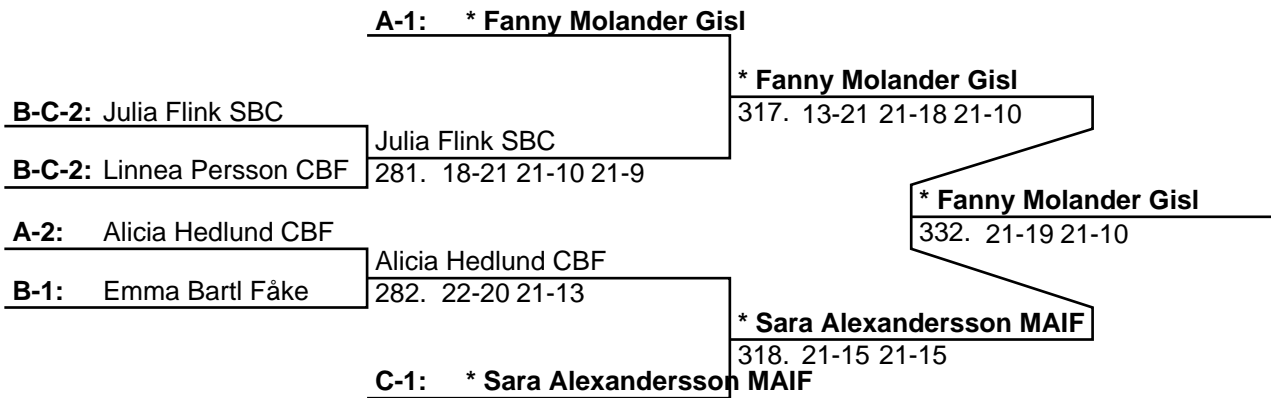 A-1: * Fanny Molander Gisl
* Fanny Molander Gisl
317. 13-21 21-18 21-10
B-C-2: Julia Flink SBC
Julia Flink SBC
B-C-2: Linnea Persson CBF
281. 18-21 21-10 21-9
* Fanny Molander Gisl
332. 21-19 21-10
A-2: Alicia Hedlund CBF
Alicia Hedlund CBF
B-1: Emma Bartl Fåke
282. 22-20 21-13
* Sara Alexandersson MAIF
318. 21-15 21-15
C-1: * Sara Alexandersson MAIF